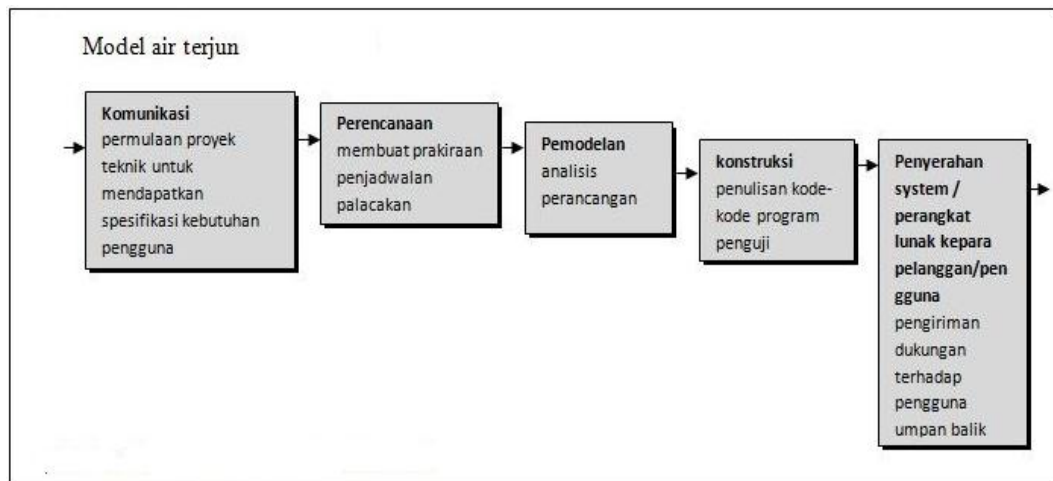 Model air terjun
Komunikasi
permulaan proyek
teknik untuk
mendapatkan
spesifikasi kebutuhan
pengguna
Perencanaan
membuat prakiraan
penjadwalan
palacakan
Pemodelan
analisis
perancangan
konstruksi
penulisan kode-
kode program
penguji
Penyerahan
system /
perangkat
lunak kepara
pelanggan/pen
gguna
pengiriman
dukungan
terhadap
pengguna
umpan balik